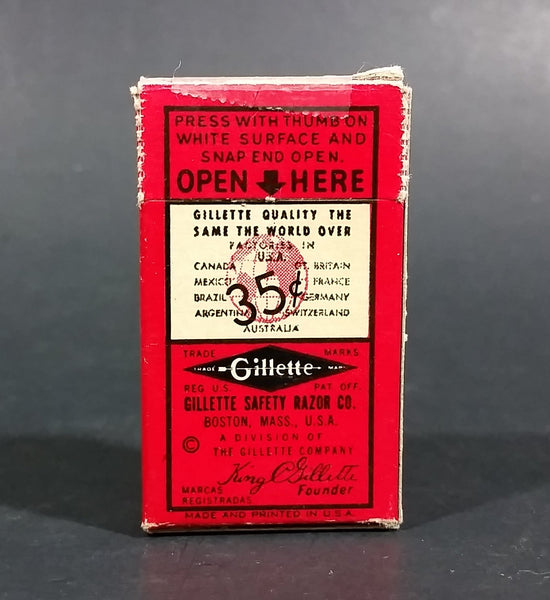 PRESS WITH THUMB ON
WHITE SURFACE AND
SNAP END OPEN.
OPEN HERE
GILLETTE QUALITY THE
SAME THE WORLD OVER
FACTORIES IN
U.S.A.
CANADA GT. BRITAIN
MEXICO FRANCE
BRAZIL GERMANY
ARGENTINA SWITZERLAND
AUSTRALIA
35¢
TRADE MARKS
TRADE Gillette MARK
REG. U.S. PAT. OFF.
GILLETTE SAFETY RAZOR CO.
BOSTON, MASS., U.S.A.
A DIVISION OF
© THE GILLETTE COMPANY
King C Gillette
MARCAS Founder
REGISTRADAS
MADE AND PRINTED IN U.S.A.